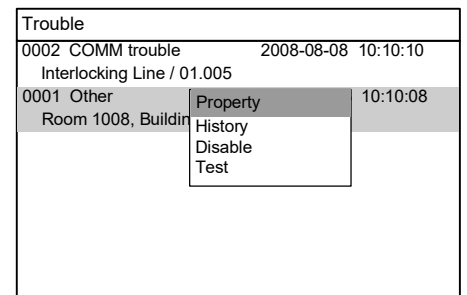 Trouble
0002 COMM trouble 2008-08-08 10:10:10
Interlocking Line / 01.005
0001 Other 10:10:08
Room 1008, Buildin
Property
History
Disable
Test